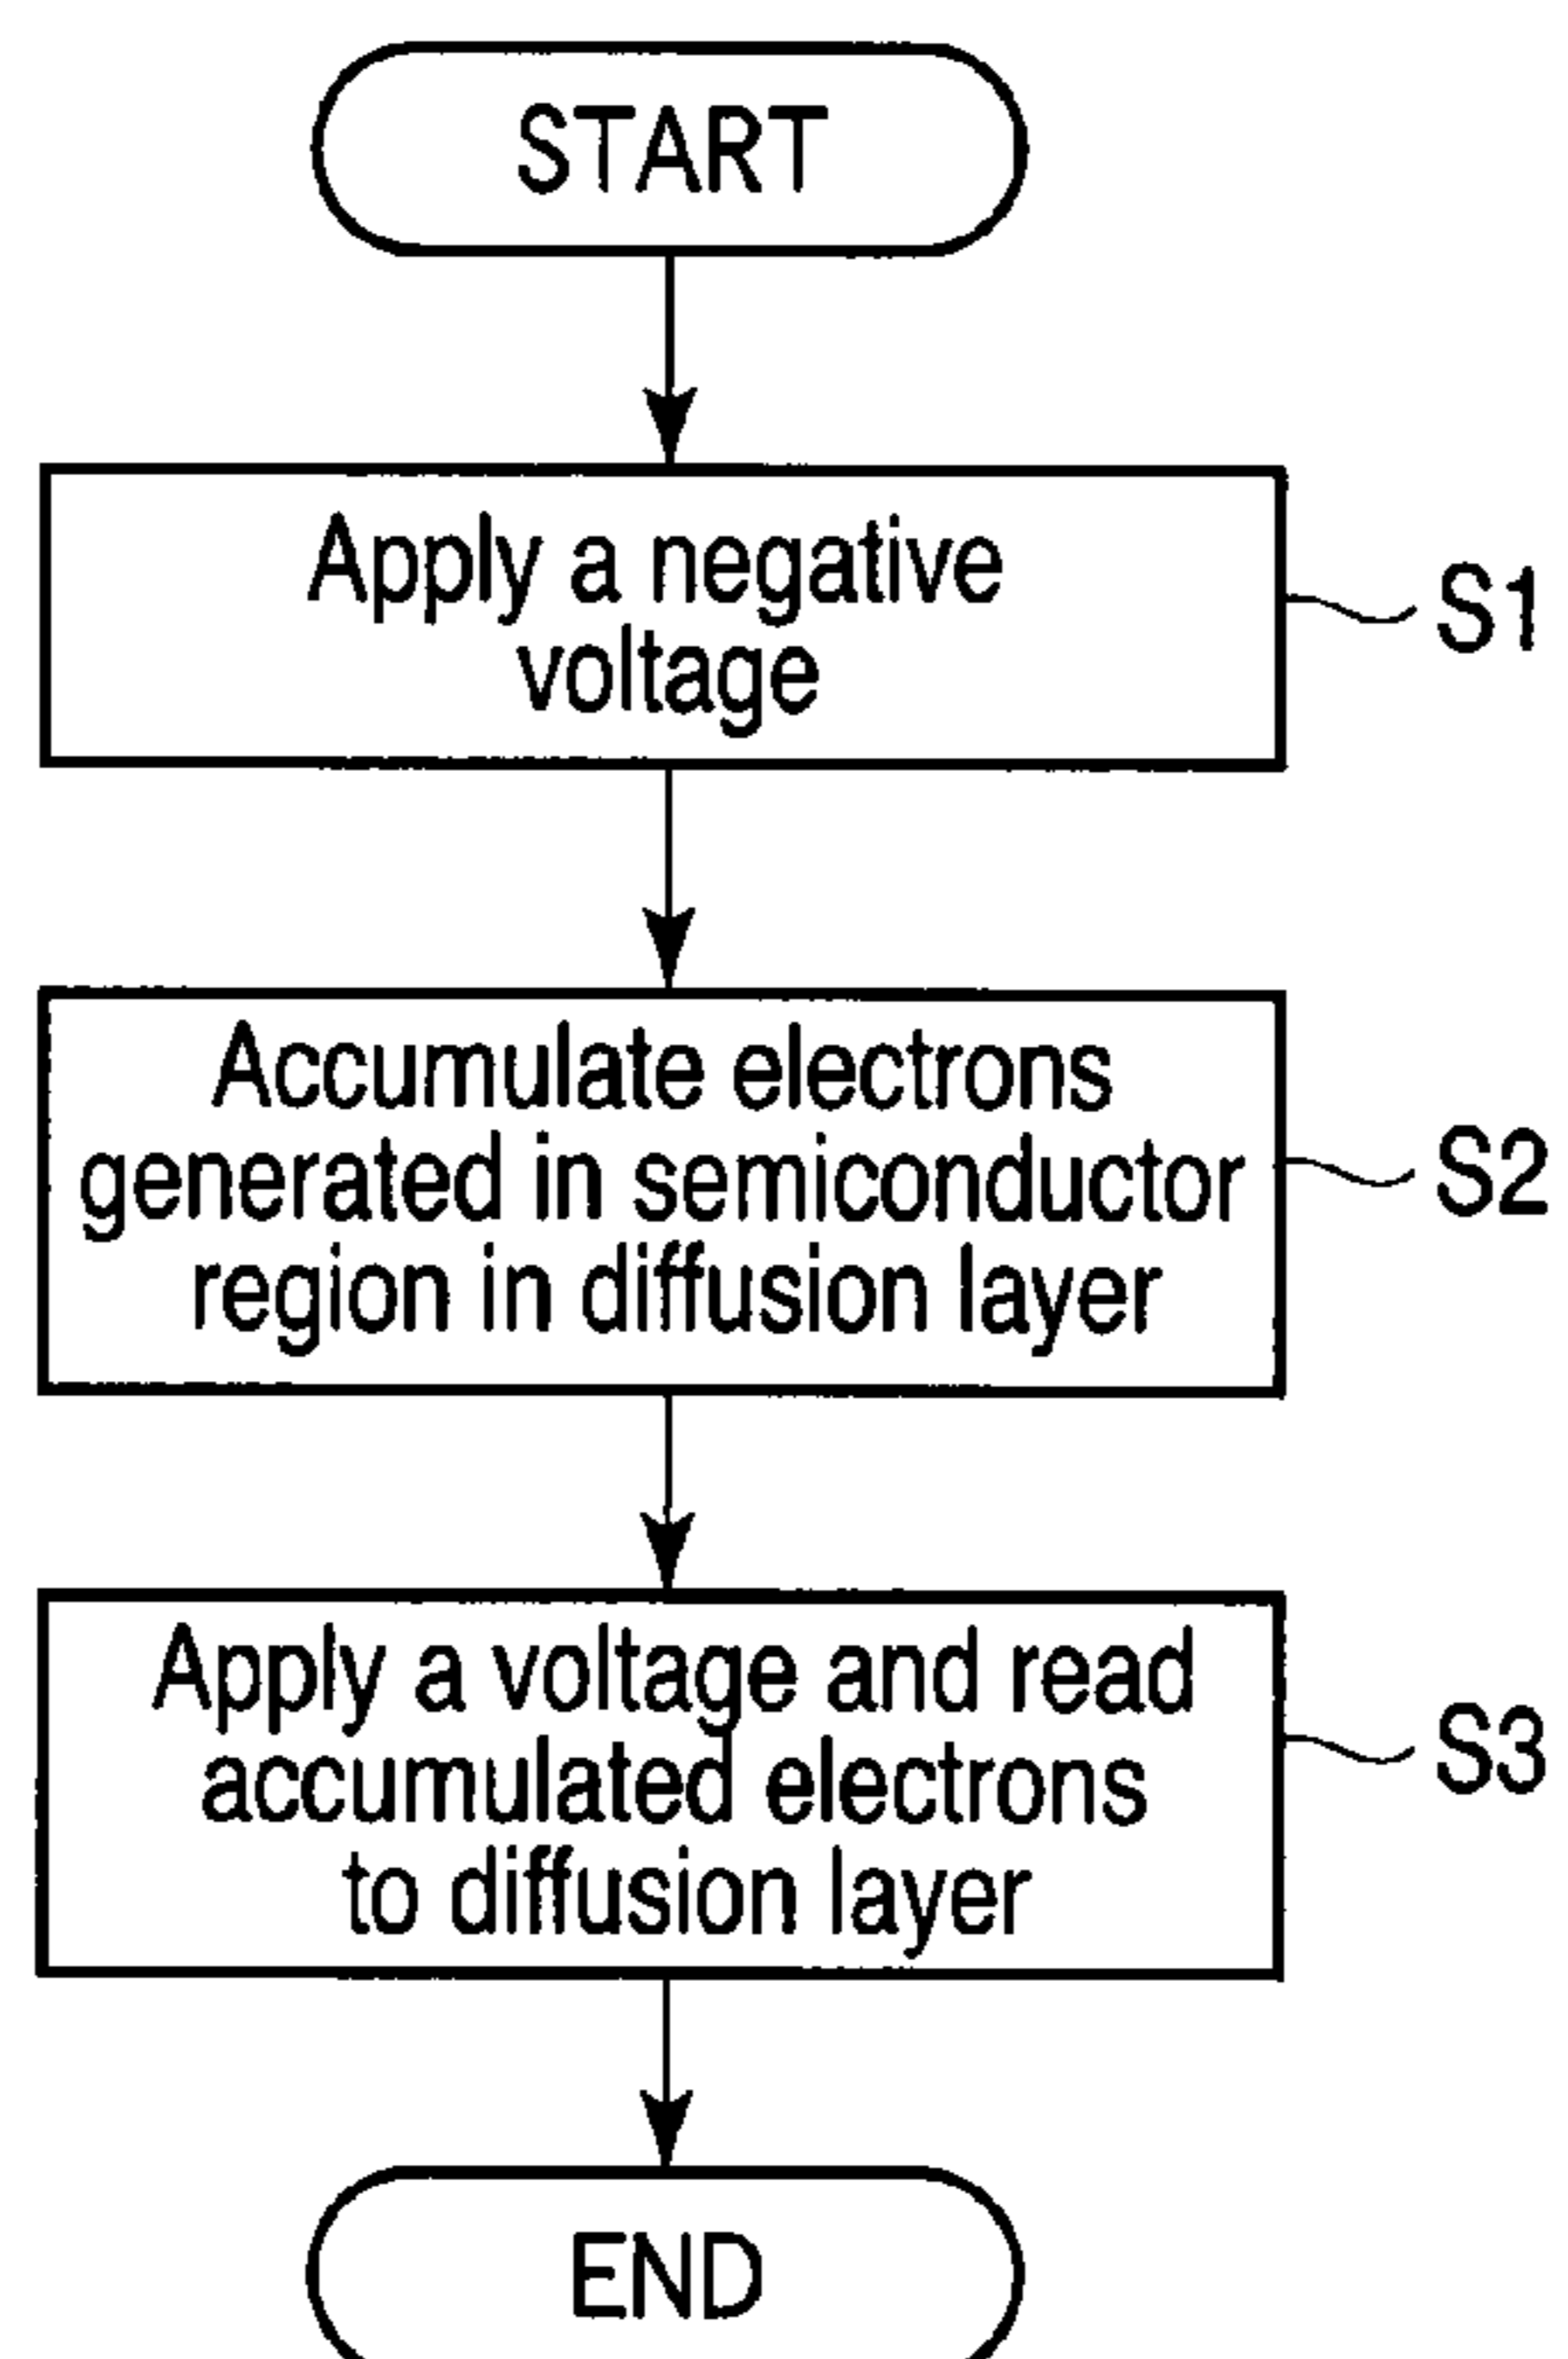 START
Apply a negative
voltage
S1
Accumulate electrons
generated in semiconductor
region in diffusion layer
S2
Apply a voltage and read
accumulated electrons
to diffusion layer
S3
END